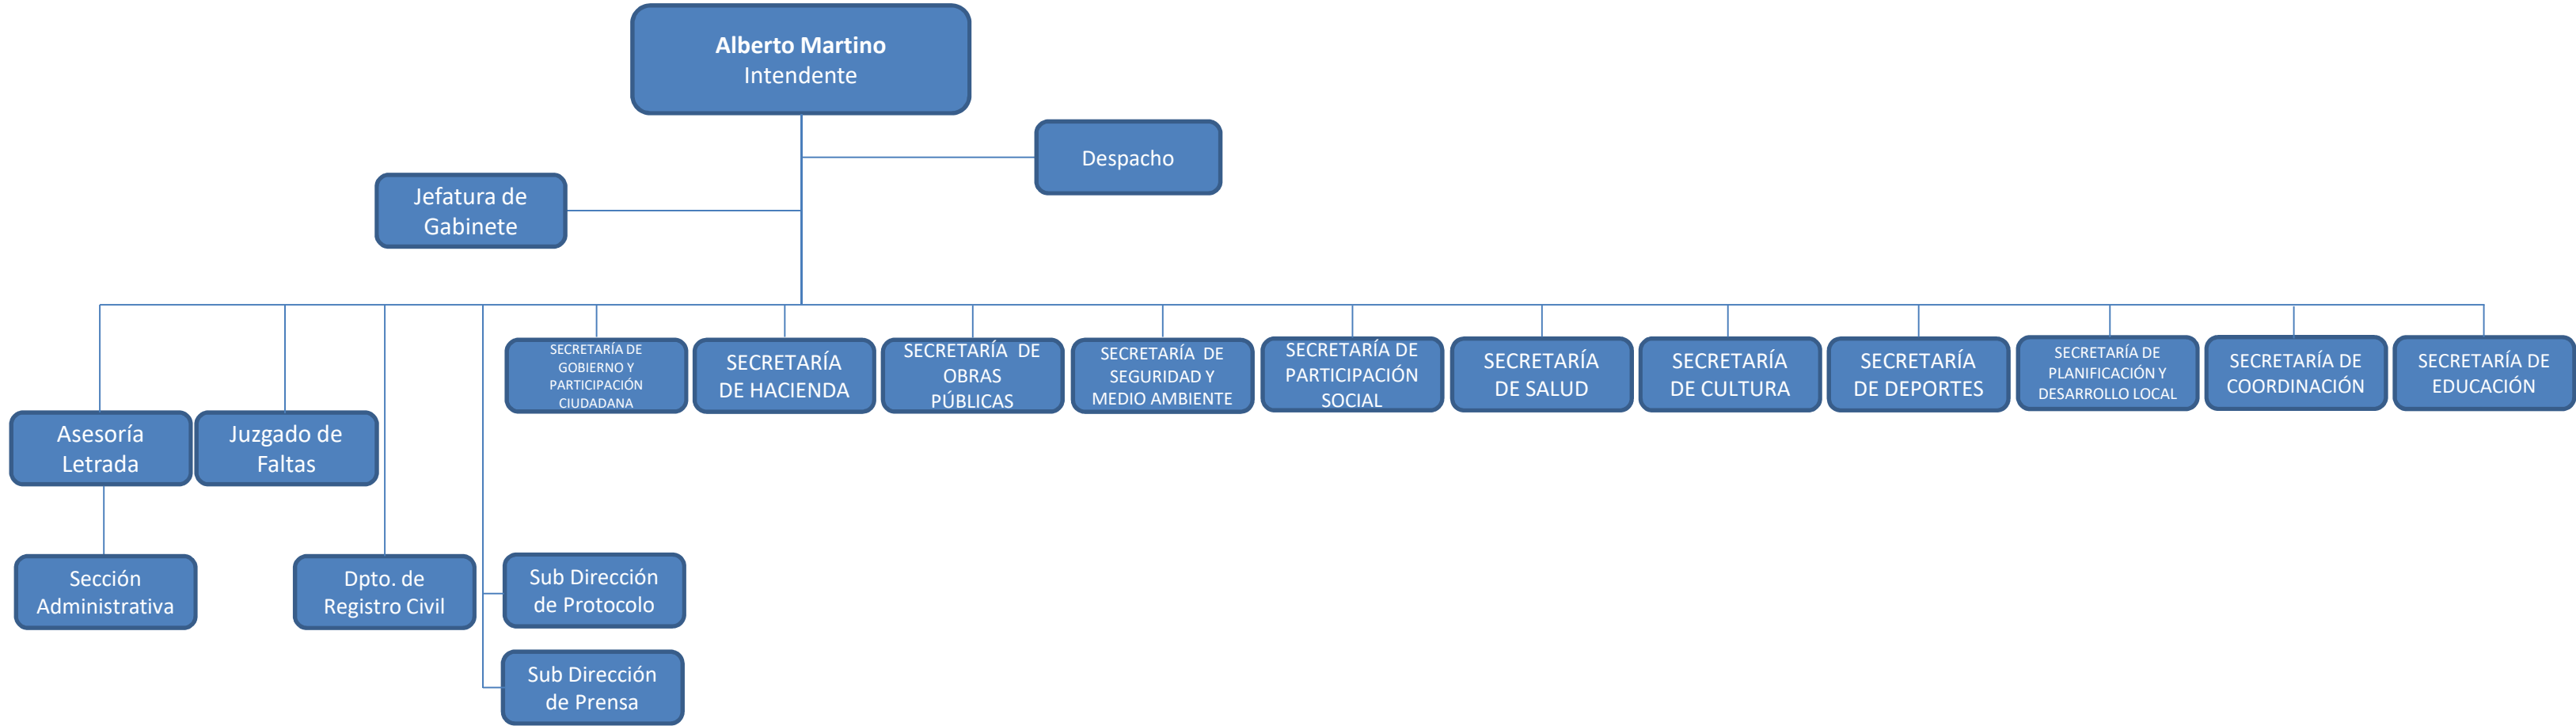 Alberto Martino
Intendente
Despacho
Jefatura de
Gabinete
SECRETARÍA DE
GOBIERNO Y
PARTICIPACIÓN
CIUDADANA
SECRETARÍA
DE HACIENDA
SECRETARÍA DE
OBRAS
PÚBLICAS
SECRETARÍA DE
SEGURIDAD Y
MEDIO AMBIENTE
SECRETARÍA DE
PARTICIPACIÓN
SOCIAL
SECRETARÍA
DE SALUD
SECRETARÍA
DE CULTURA
SECRETARÍA
DE DEPORTES
SECRETARÍA DE
PLANIFICACIÓN Y
DESARROLLO LOCAL
SECRETARÍA DE
COORDINACIÓN
SECRETARÍA DE
EDUCACIÓN
Asesoría
Letrada
Juzgado de
Faltas
Sección
Administrativa
Dpto. de
Registro Civil
Sub Dirección
de Protocolo
Sub Dirección
de Prensa